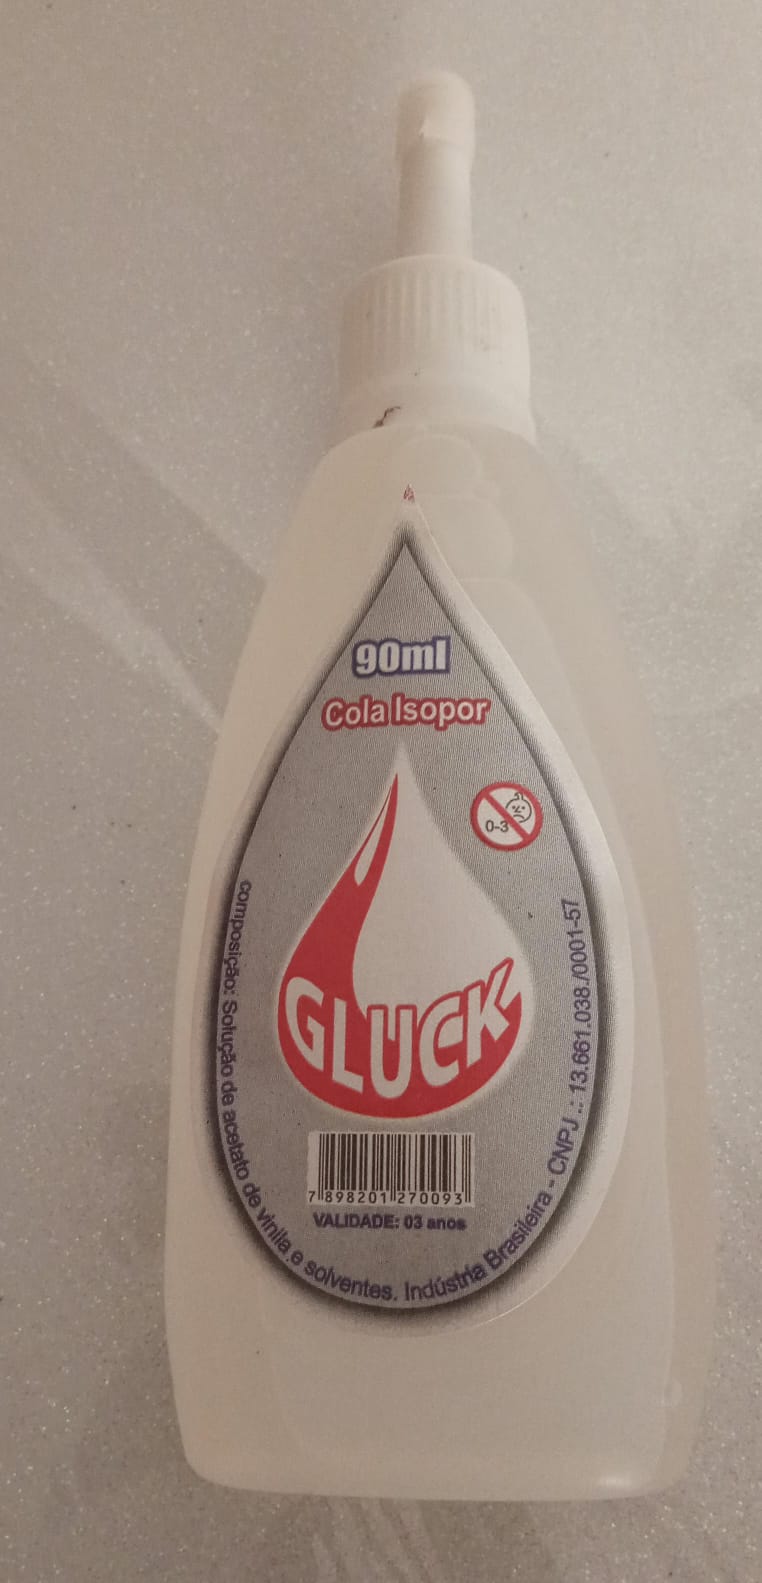 90ml
Cola Isopor
0-3
GLUCK
7 898201 270093
VALIDADE: 03 anos
composição: Solução de acetato de vinila e solventes. Indústria Brasileira - CNPJ .: 13.661.038./0001-57